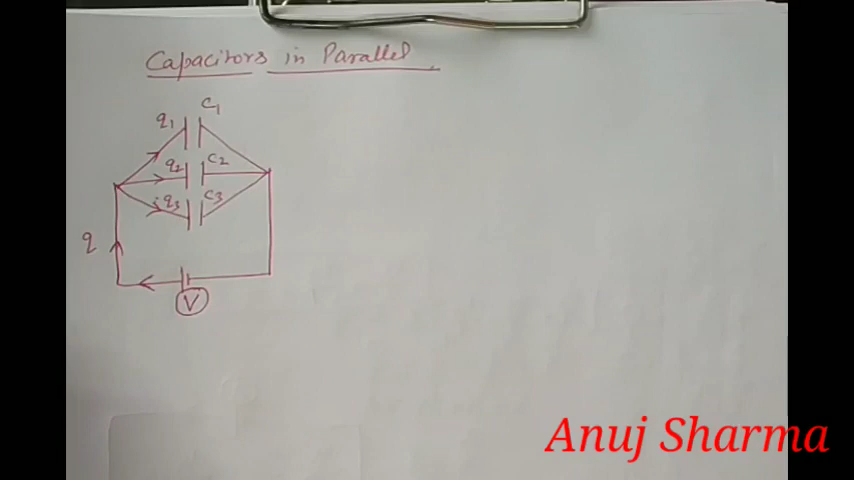 Capacitors in Parallel
C1
q1
q2
C2
q3
C3
q
V
Anuj Sharma